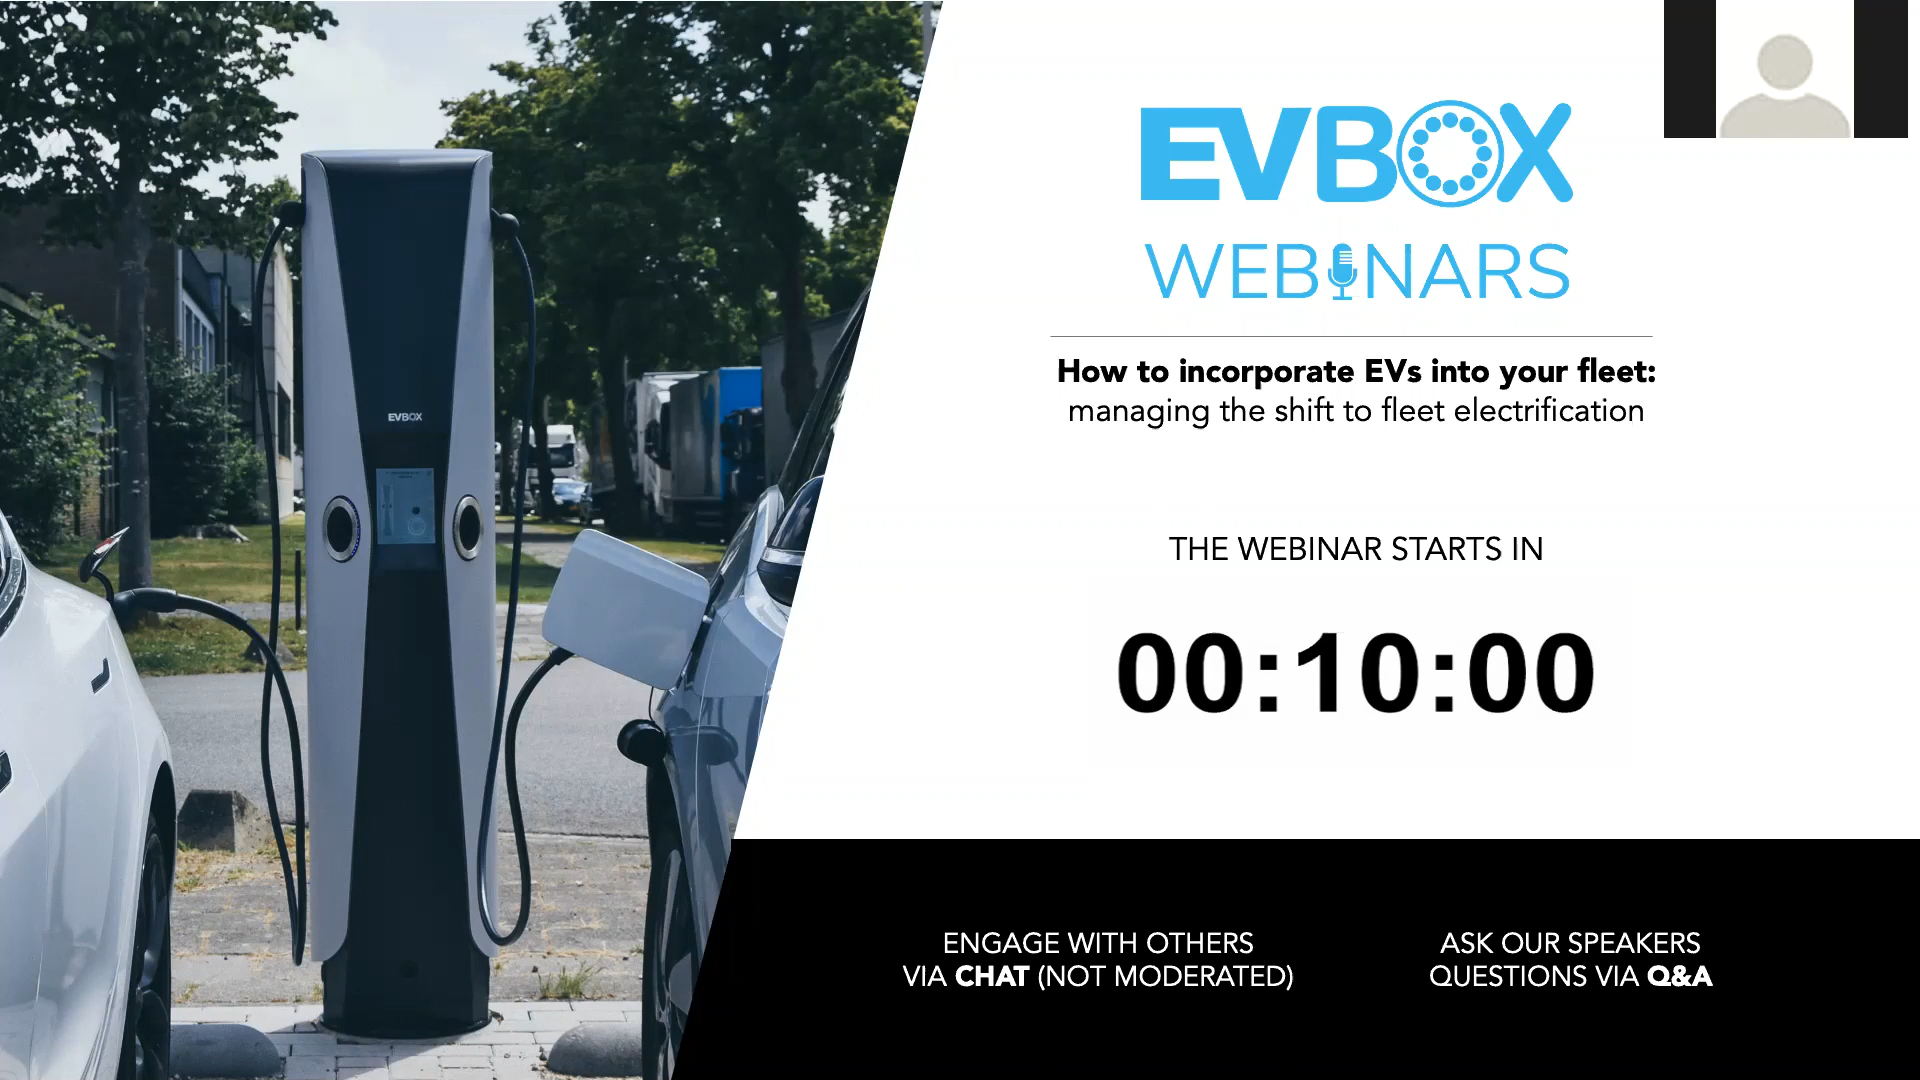 EVBOX
WEBINARS
How to incorporate EVs into your fleet:
managing the shift to fleet electrification
THE WEBINAR STARTS IN
00:10:00
ENGAGE WITH OTHERS
VIA CHAT (NOT MODERATED)
ASK OUR SPEAKERS
QUESTIONS VIA Q&A
EVBOX